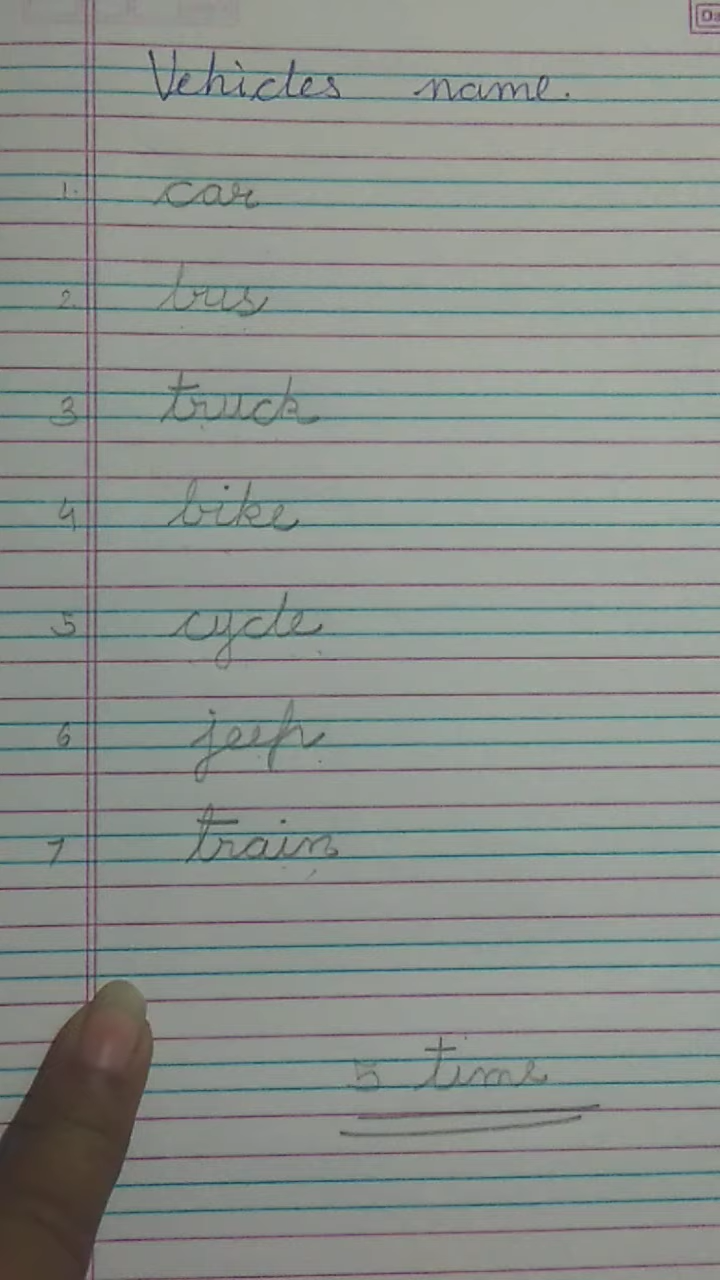 Vehicles name.
1. car
2. bus
3 truck
4 bike
5 cycle
6 jeep
7 train
5 time